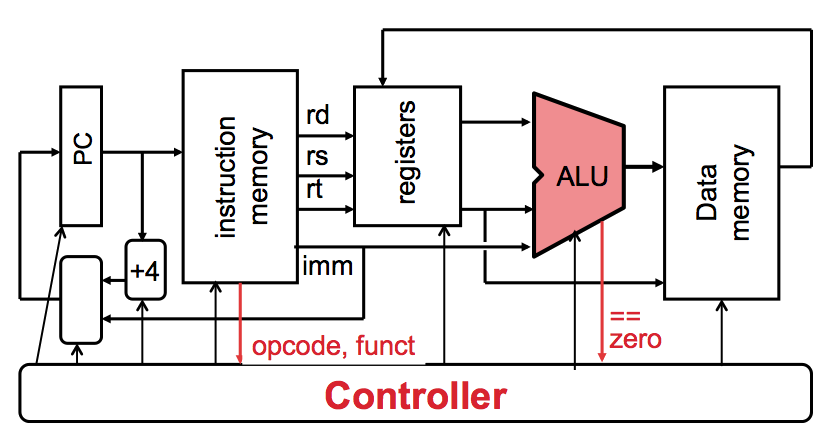 PC
+4
instruction
memory
rd
rs
rt
imm
registers
ALU
Data
memory
opcode, funct
==
zero
Controller